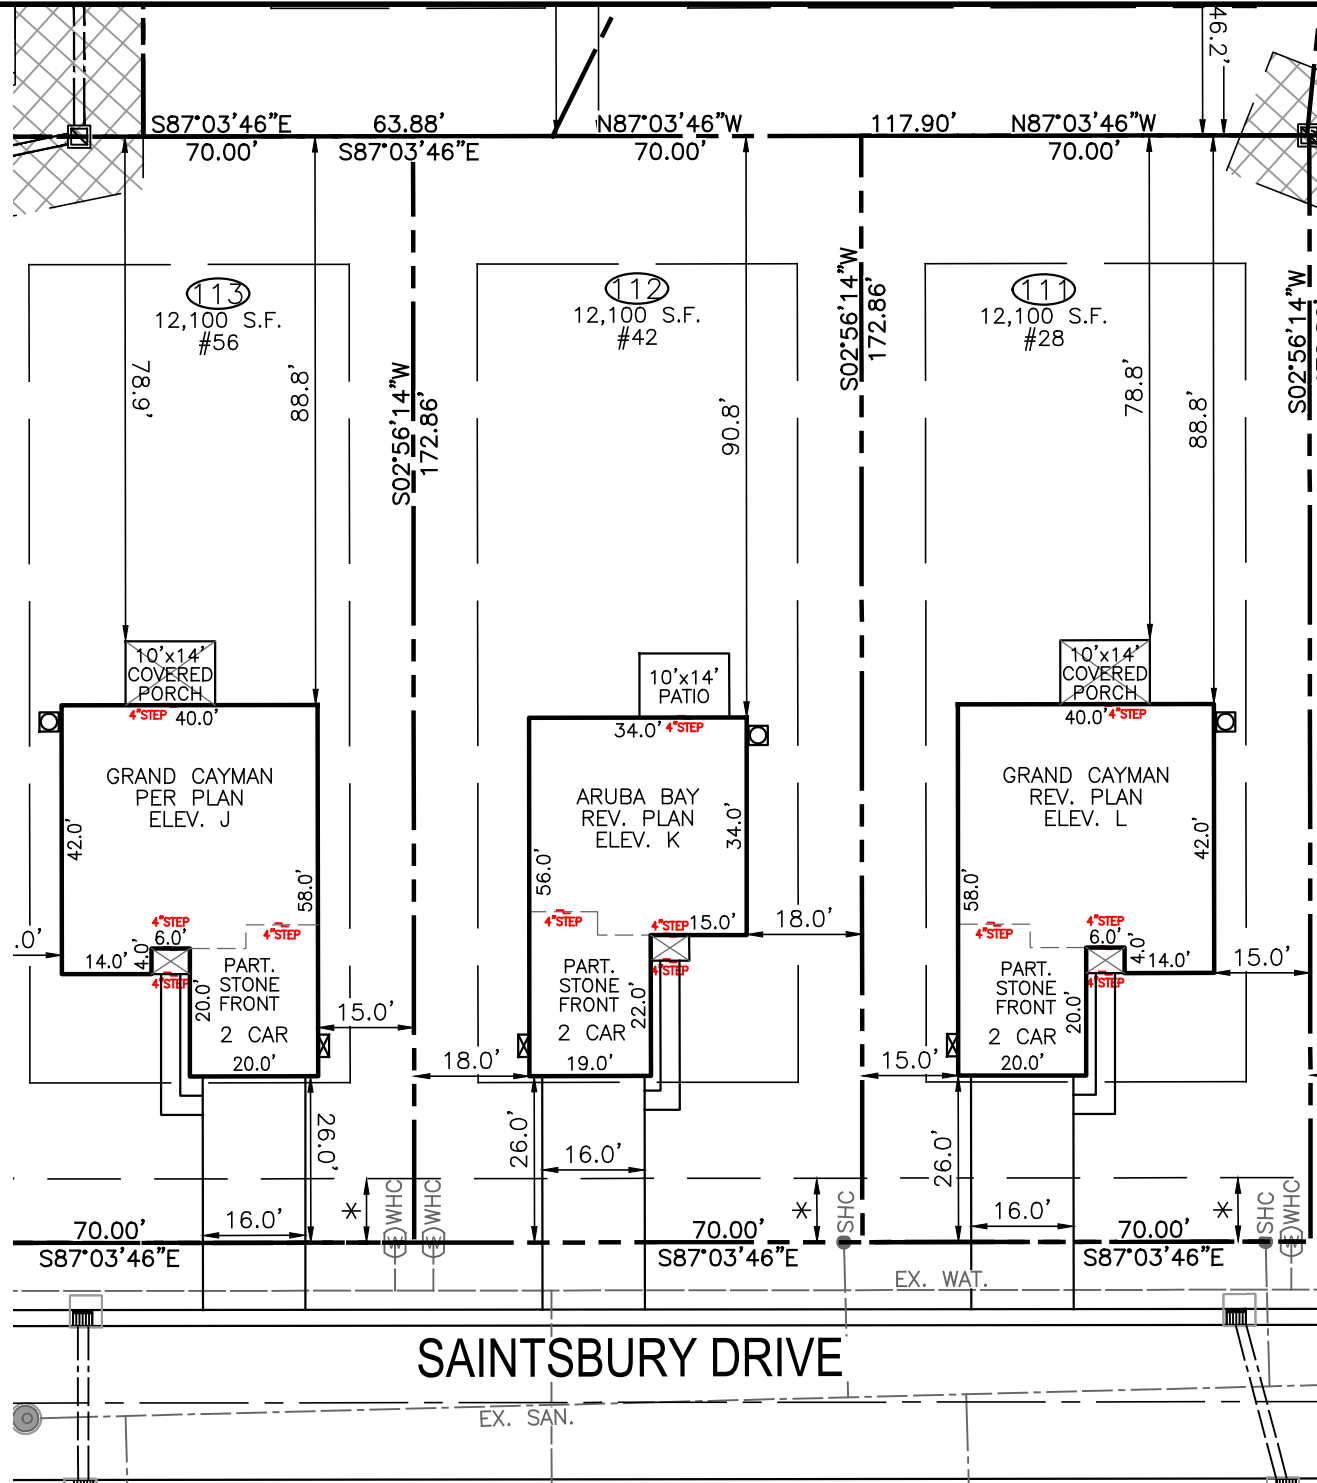 46.2'
S87°03'46"E
63.88'
N87°03'46"W
117.90'
N87°03'46"W
70.00'
S87°03'46"E
70.00'
70.00'
113
12,100 S.F.
#56
112
12,100 S.F.
#42
111
12,100 S.F.
#28
78.9'
88.8'
S02°56'14"W
172.86'
90.8'
S02°56'14"W
172.86'
78.8'
88.8'
S02°56'14"W
10'x14'
COVERED
PORCH
4"STEP
40.0'
GRAND CAYMAN
PER PLAN
ELEV. J
42.0'
58.0'
4"STEP
4"STEP
6.0'
4.0'
14.0'
4"STEP
20.0'
PART.
STONE
FRONT
2 CAR
20.0'
.0'
15.0'
26.0'
16.0'
10'x14'
PATIO
34.0'
4"STEP
ARUBA BAY
REV. PLAN
ELEV. K
34.0'
56.0'
4"STEP
4"STEP
15.0'
4"STEP
18.0'
PART.
STONE
FRONT
22.0'
2 CAR
19.0'
18.0'
26.0'
16.0'
10'x14'
COVERED
PORCH
40.0'
4"STEP
GRAND CAYMAN
REV. PLAN
ELEV. L
42.0'
58.0'
4"STEP
4"STEP
6.0'
4.0'
14.0'
4"STEP
15.0'
PART.
STONE
FRONT
20.0'
2 CAR
20.0'
15.0'
26.0'
16.0'
*
WHC
WHC
*
SHC
*
SHC
WHC
70.00'
S87°03'46"E
70.00'
S87°03'46"E
70.00'
S87°03'46"E
EX. WAT.
SAINTSBURY DRIVE
EX. SAN.